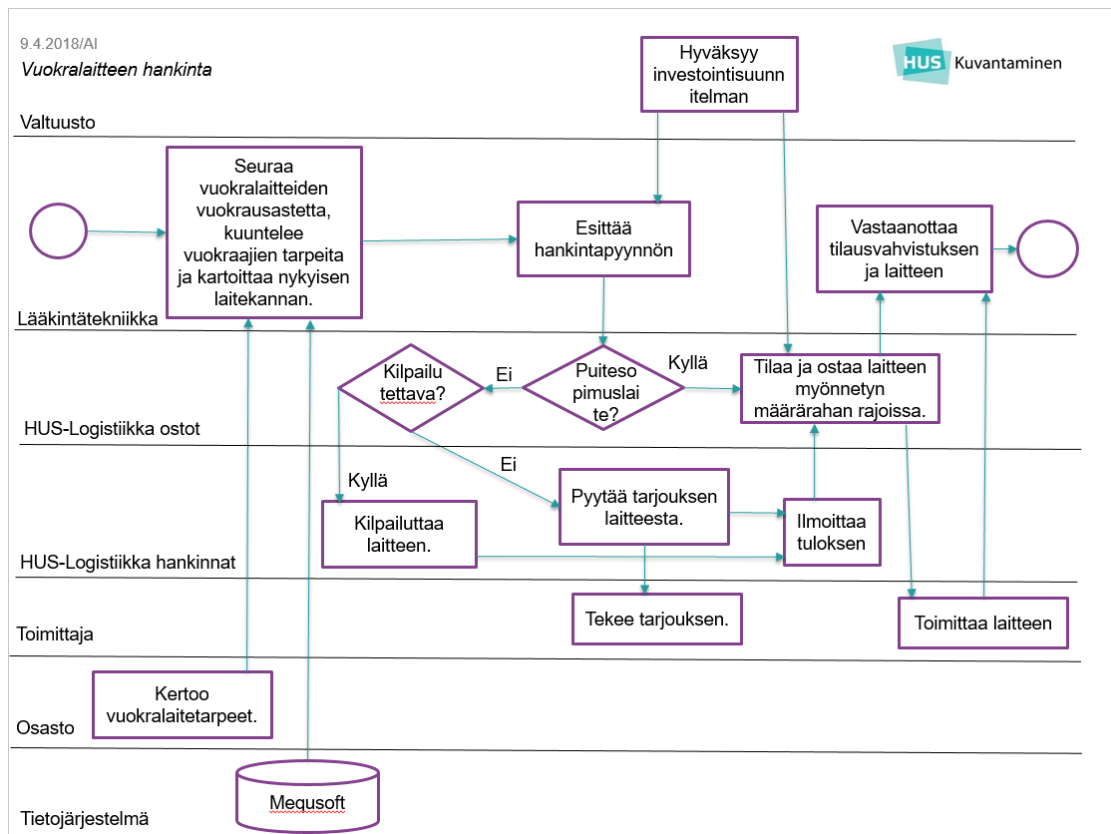 9.4.2018/AI
Vuokralaitteen hankinta
Hyväksyy
investointisuunn
itelman
HUS Kuvantaminen
Valtuusto
Seuraa
vuokralaitteiden
vuokrausastetta,
kuuntelee
vuokraajien tarpeita
ja kartoittaa nykyisen
laitekannan.
Esittää
hankintapyynnön
Vastaanottaa
tilausvahvistuksen
ja laitteen
Lääkintätekniikka
Kilpailu
tettava?
Ei
Puiteso
pimuslai
te?
Kyllä
Tilaa ja ostaa laitteen
myönnetyn
määrärahan rajoissa.
HUS-Logistiikka ostot
Ei
Kyllä
Pyytää tarjouksen
laitteesta.
Kilpailuttaa
laitteen.
Ilmoittaa
tuloksen
HUS-Logistiikka hankinnat
Tekee tarjouksen.
Toimittaa laitteen
Toimittaja
Kertoo
vuokralaitetarpeet.
Osasto
Mequsoft
Tietojärjestelmä